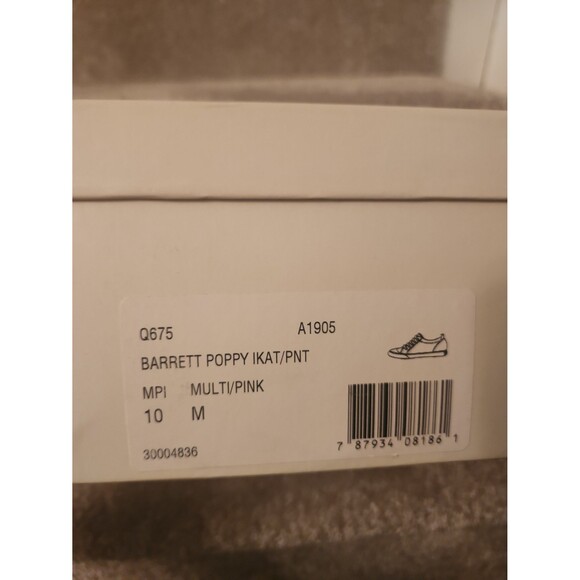 Q675 A1905
BARRETT POPPY IKAT/PNT
MPI MULTI/PINK
10 M
30004836
7 87934 08186 1